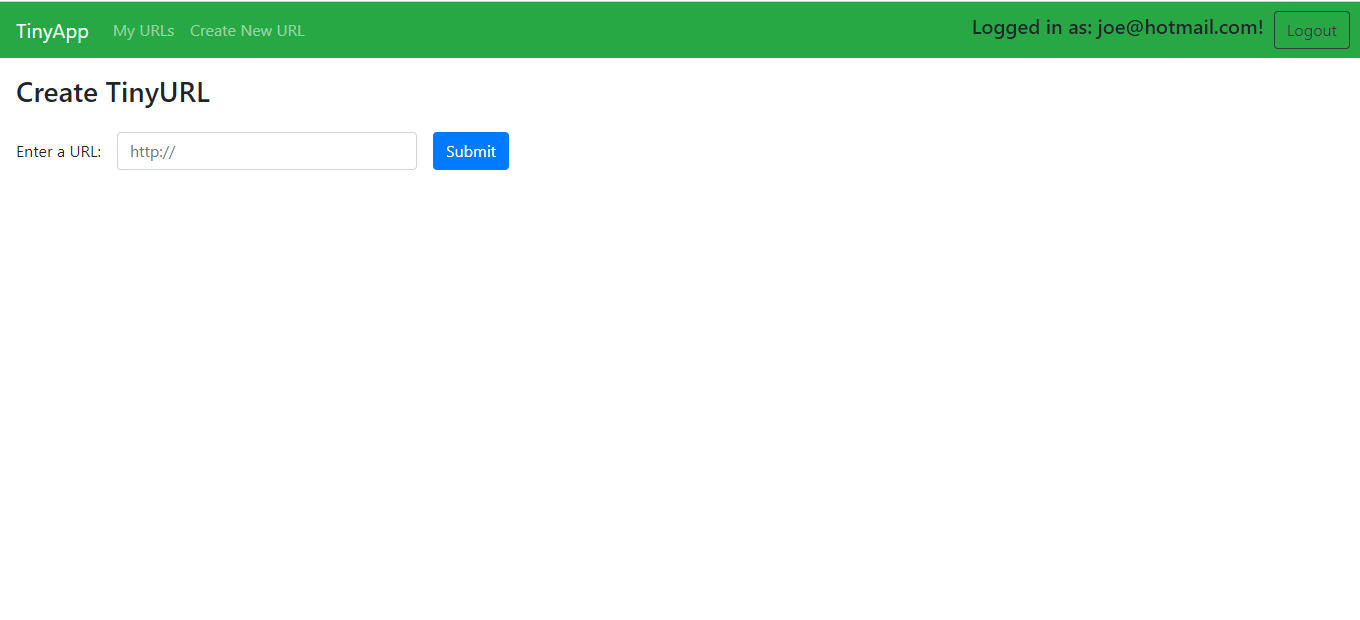 TinyApp My URLs Create New URL Logged in as: joe@hotmail.com! Logout
Create TinyURL
Enter a URL: http:// Submit